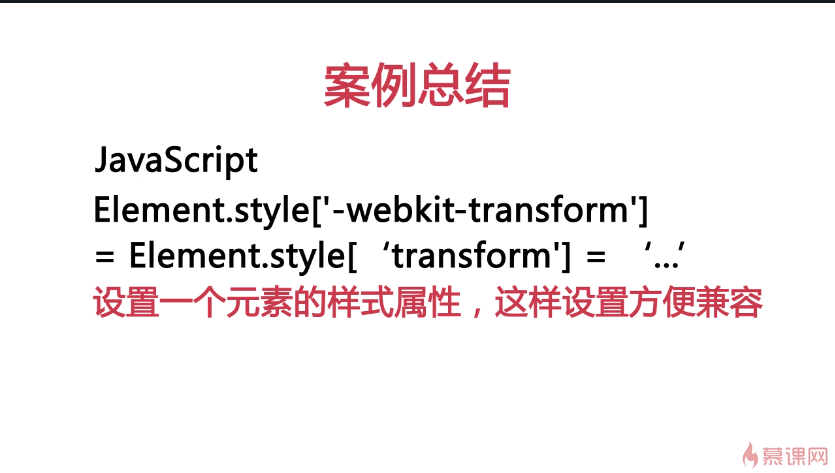 案例总结
JavaScript
Element.style['-webkit-transform']
= Element.style[ ‘transform'] = ‘...’
设置一个元素的样式属性，这样设置方便兼容
慕课网